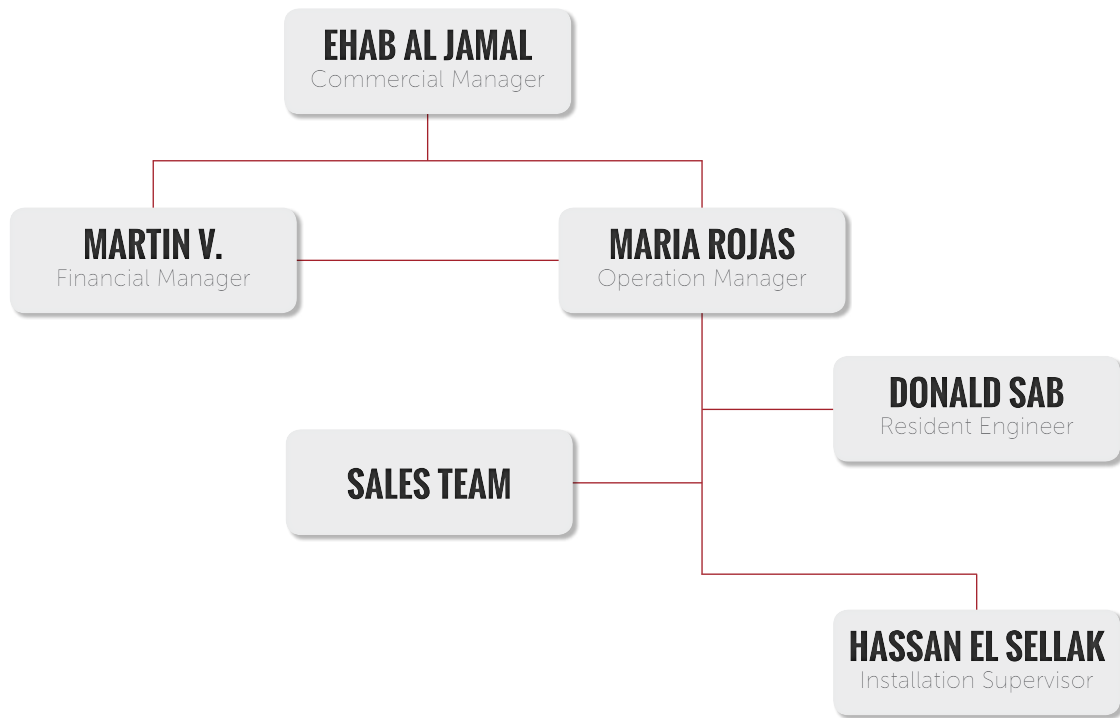 EHAB AL JAMAL
Commercial Manager
MARTIN V.
Financial Manager
MARIA ROJAS
Operation Manager
DONALD SAB
Resident Engineer
SALES TEAM
HASSAN EL SELLAK
Installation Supervisor